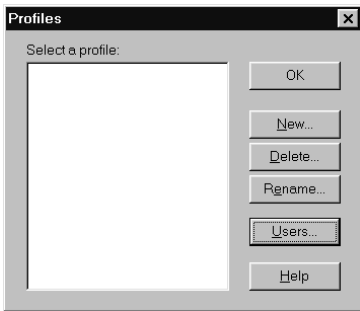 Profiles
Select a profile:
OK
New...
Delete...
Rename...
Users...
Help